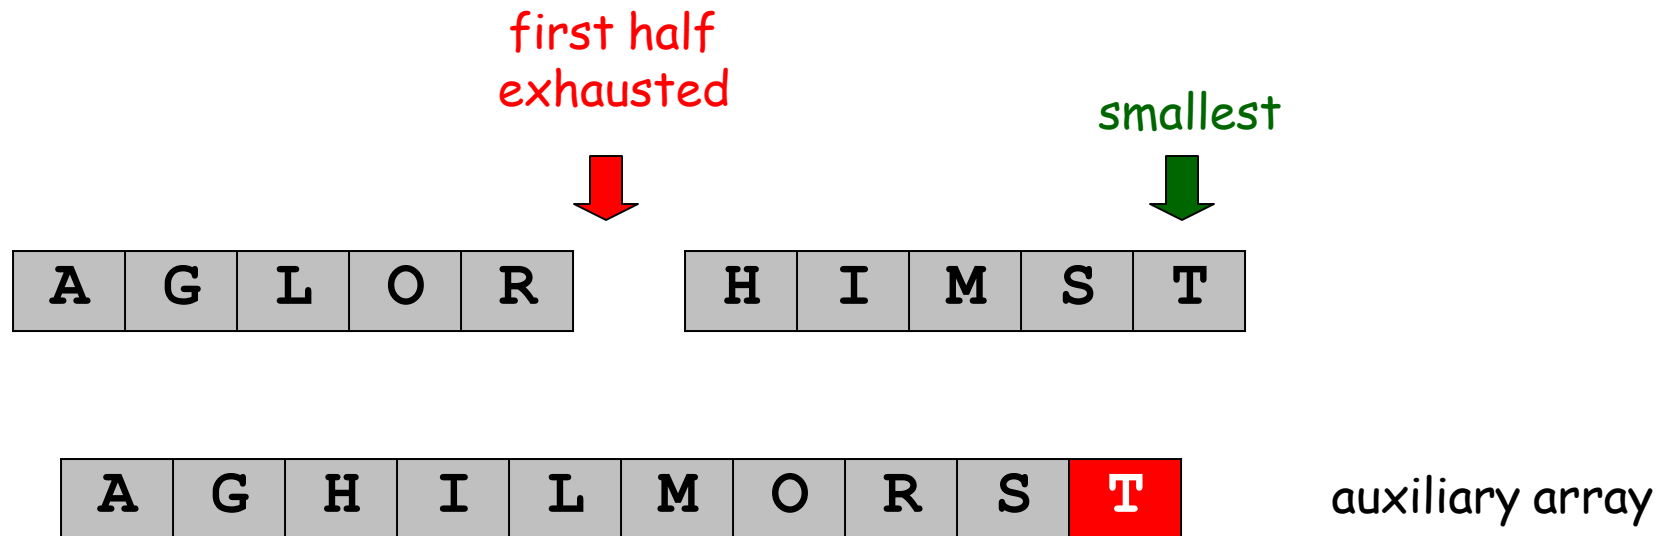 first half
exhausted
smallest
A G L O R H I M S T
A G H I L M O R S T auxiliary array